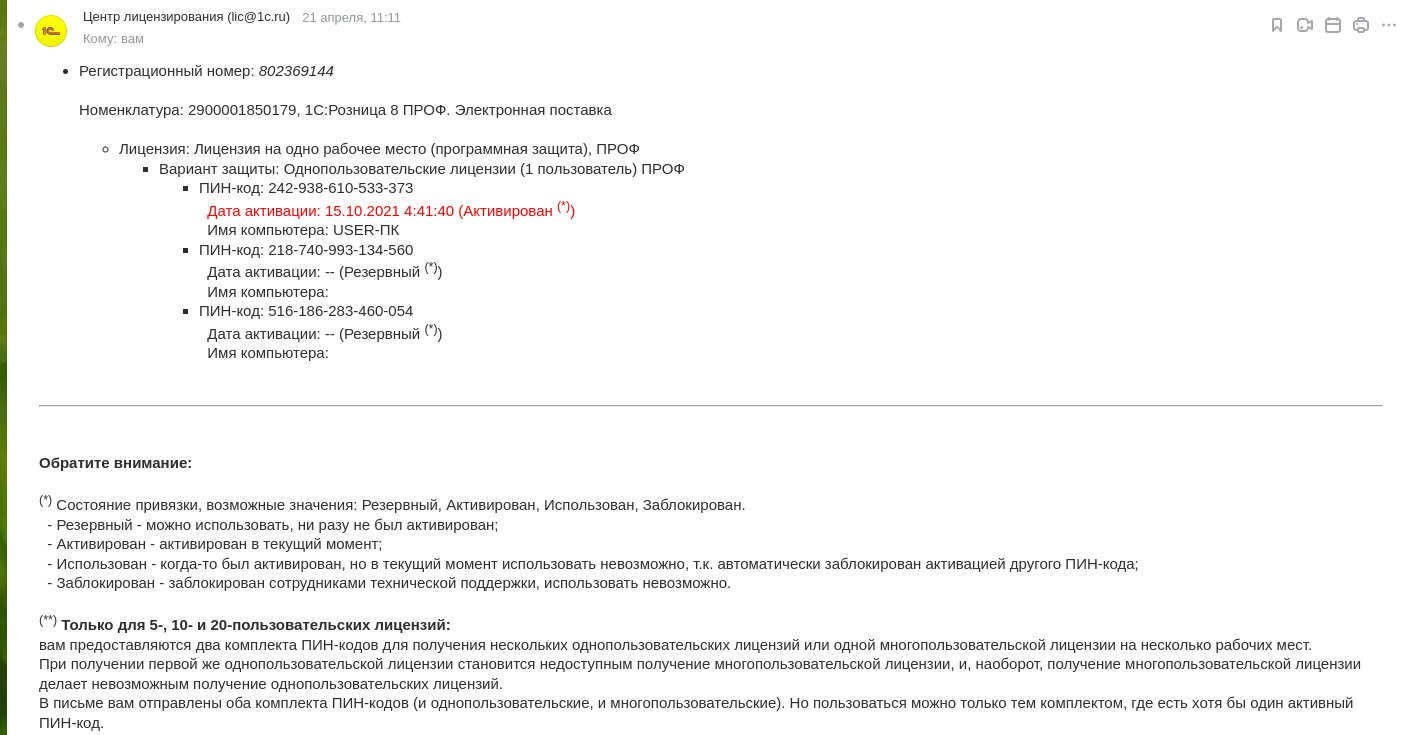 Центр лицензирования (lic@1c.ru) 21 апреля, 11:11
Кому: вам
1С
• Регистрационный номер: 802369144
Номенклатура: 2900001850179, 1С:Розница 8 ПРОФ. Электронная поставка
Лицензия: Лицензия на одно рабочее место (программная защита), ПРОФ
Вариант защиты: Однопользовательские лицензии (1 пользователь) ПРОФ
ПИН-код: 242-938-610-533-373
Дата активации: 15.10.2021 4:41:40 (Активирован (*))
Имя компьютера: USER-ПК
ПИН-код: 218-740-993-134-560
Дата активации: -- (Резервный (*))
Имя компьютера:
ПИН-код: 516-186-283-460-054
Дата активации: -- (Резервный (*))
Имя компьютера:
Обратите внимание:
(*) Состояние привязки, возможные значения: Резервный, Активирован, Использован, Заблокирован.
- Резервный - можно использовать, ни разу не был активирован;
- Активирован - активирован в текущий момент;
- Использован - когда-то был активирован, но в текущий момент использовать невозможно, т.к. автоматически заблокирован активацией другого ПИН-кода;
- Заблокирован - заблокирован сотрудниками технической поддержки, использовать невозможно.
(**) Только для 5-, 10- и 20-пользовательских лицензий:
вам предоставляются два комплекта ПИН-кодов для получения нескольких однопользовательских лицензий или одной многопользовательской лицензии на несколько рабочих мест.
При получении первой же однопользовательской лицензии становится недоступным получение многопользовательской лицензии, и, наоборот, получение многопользовательской лицензии
делает невозможным получение однопользовательских лицензий.
В письме вам отправлены оба комплекта ПИН-кодов (и однопользовательские, и многопользовательские). Но пользоваться можно только тем комплектом, где есть хотя бы один активный
ПИН-код.